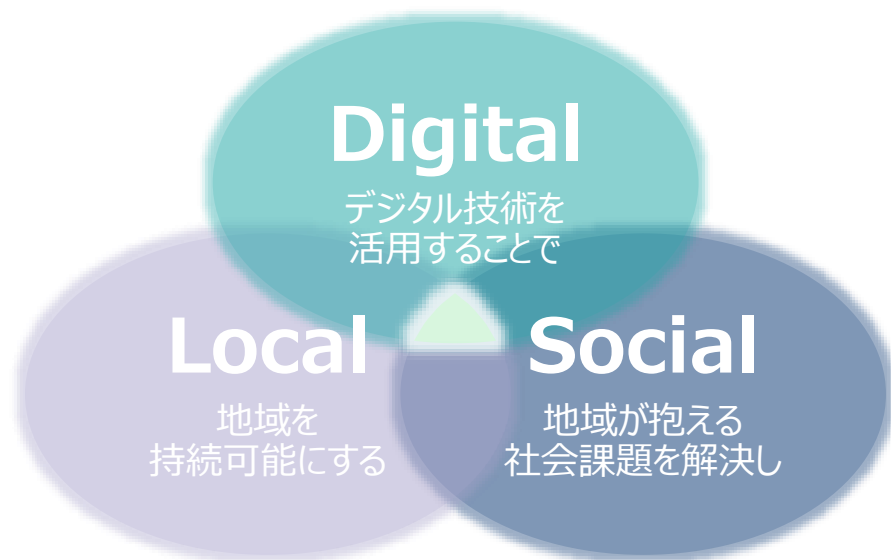 Digital
デジタル技術を
活用することで
Local
地域を
持続可能にする
Social
地域が抱える
社会課題を解決し